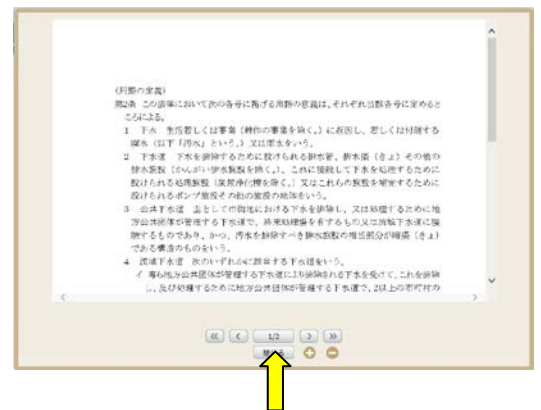 (用語の定義)
第2条 この法律において次の各号に掲げる用語の意義は、それぞれ当該各号に定めると
ころによる。
1 下水 生活若しくは事業(耕作の事業を除く。)に起因し、若しくは付随する
廃水(以下「汚水」という。)又は雨水をいう。
2 下水道 下水を排除するために設けられる排水管、排水渠(きょ)その他の
排水施設(かんがい排水施設を除く。)、これに接続して下水を処理するために
設けられる処理施設(屎尿浄化槽を除く。)又はこれらの施設を補完するために
設けられるポンプ施設その他の施設の総体をいう。
3 公共下水道 主として市街地における下水を排除し、又は処理するために地
方公共団体が管理する下水道で、終末処理場を有するもの又は流域下水道に接
続するものであり、かつ、汚水を排除すべき排水施設の相当部分が暗渠(きょ)
である構造のものをいう。
4 流域下水道 次のいずれかに該当する下水道をいう。
イ 専ら地方公共団体が管理する下水道により排除される下水を受けて、これを排除
し、及び処理するために地方公共団体が管理する下水道で、2以上の市町村の
1/2